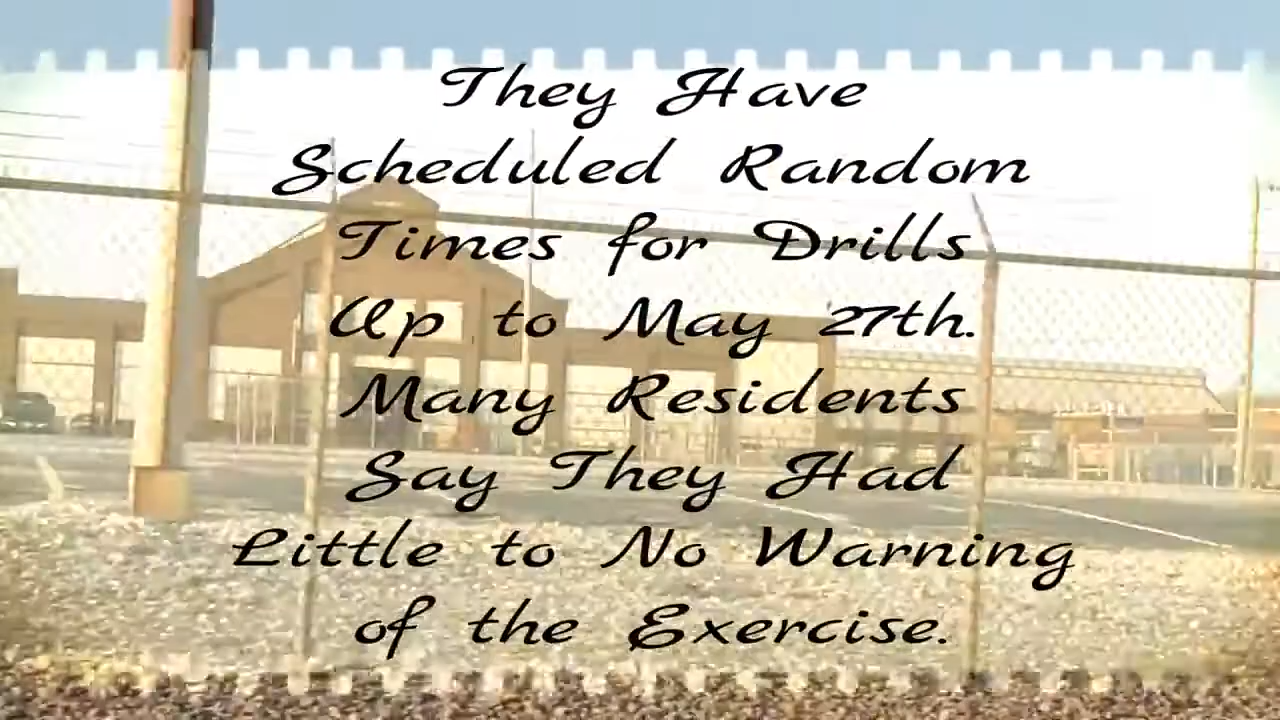 They Have
Scheduled Random
Times for Drills
Up to May 27th.
Many Residents
Say They Had
Little to No Warning
of the Exercise.